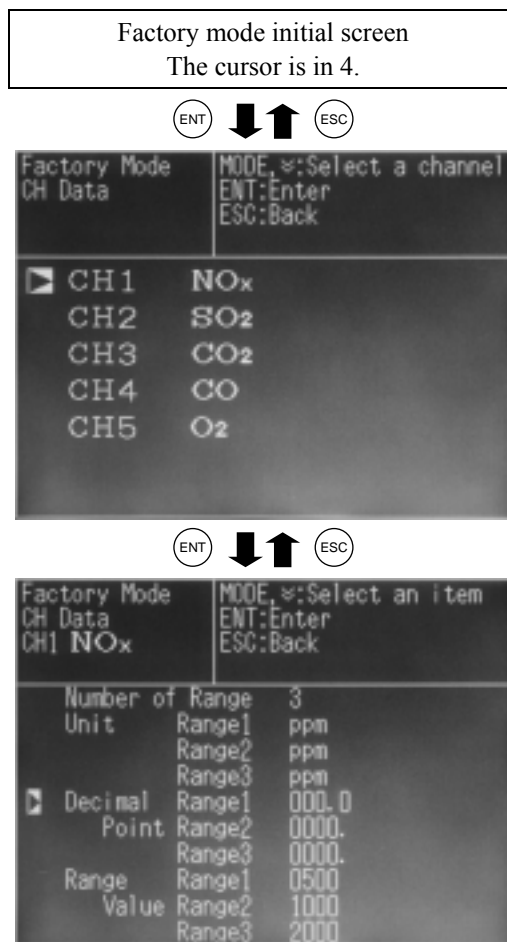 Factory mode initial screen
The cursor is in 4.
ENT ESC
Factory Mode MODE,⩔:Select a channel
CH Data ENT:Enter
ESC:Back
CH1 NOx
CH2 SO2
CH3 CO2
CH4 CO
CH5 O2
ENT ESC
Factory Mode MODE,⩔:Select an item
CH Data ENT:Enter
CH1 NOx ESC:Back
Number of Range 3
Unit Range1 ppm
Range2 ppm
Range3 ppm
Decimal Range1 000.0
Point Range2 0000.
Range3 0000.
Range Range1 0500
Value Range2 1000
Range3 2000